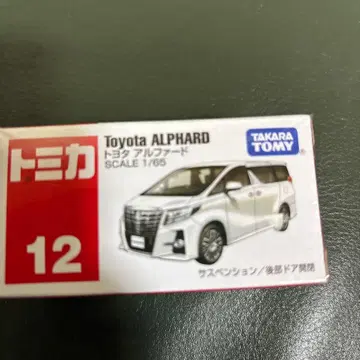 トミカ
12
Toyota ALPHARD
トヨタ アルファード
SCALE 1/65
TAKARA
TOMY
サスペンション/後部ドア開閉